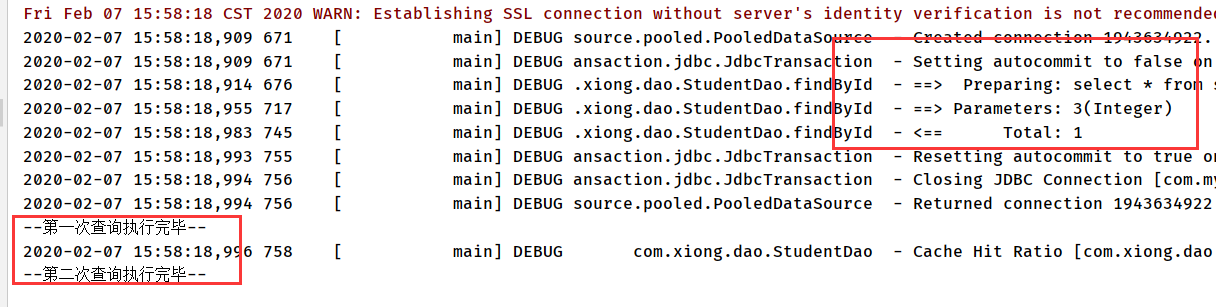 Fri Feb 07 15:58:18 CST 2020 WARN: Establishing SSL connection without server's identity verification is not recommended
2020-02-07 15:58:18,909 671 [ main] DEBUG source.pooled.PooledDataSource - Created connection 1943634922.
2020-02-07 15:58:18,909 671 [ main] DEBUG ansaction.jdbc.JdbcTransaction - Setting autocommit to false on
2020-02-07 15:58:18,914 676 [ main] DEBUG .xiong.dao.StudentDao.findById - ==> Preparing: select * from s
2020-02-07 15:58:18,955 717 [ main] DEBUG .xiong.dao.StudentDao.findById - ==> Parameters: 3(Integer)
2020-02-07 15:58:18,983 745 [ main] DEBUG .xiong.dao.StudentDao.findById - <== Total: 1
2020-02-07 15:58:18,993 755 [ main] DEBUG ansaction.jdbc.JdbcTransaction - Resetting autocommit to true on
2020-02-07 15:58:18,994 756 [ main] DEBUG ansaction.jdbc.JdbcTransaction - Closing JDBC Connection [com.my
2020-02-07 15:58:18,994 756 [ main] DEBUG source.pooled.PooledDataSource - Returned connection 1943634922
--第一次查询执行完毕--
2020-02-07 15:58:18,996 758 [ main] DEBUG com.xiong.dao.StudentDao - Cache Hit Ratio [com.xiong.dao
--第二次查询执行完毕--